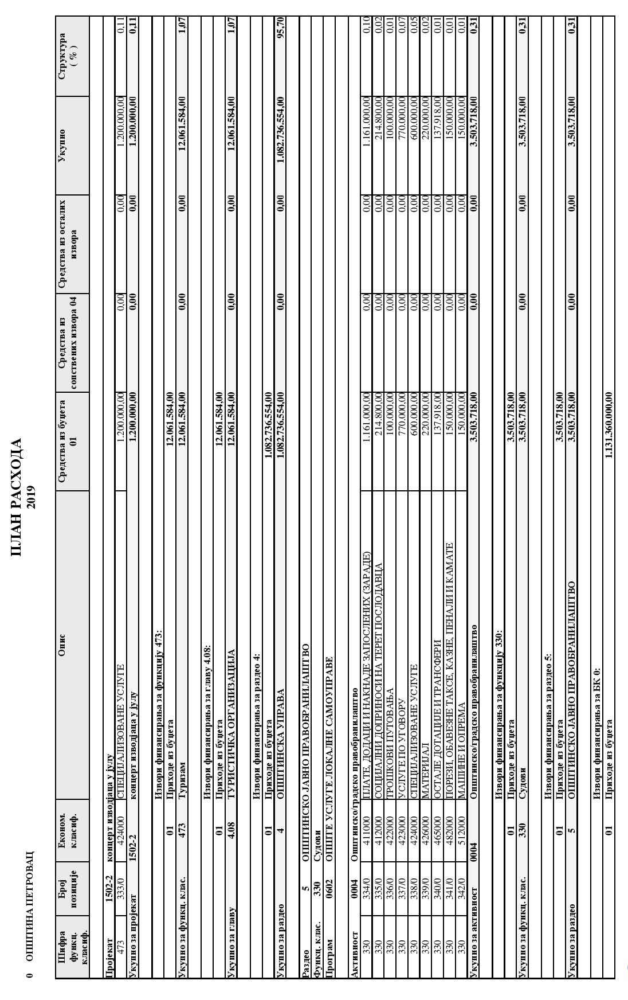 ПЛАН РАСХОДА
2019
0 ОПШТИНА ПЕТРОВАЦ
Шифра функц. класиф. Број позиције Економ. класиф. Опис Средства из буџета 01 Средства из сопствених извора 04 Средства из осталих извора Укупно Структура ( % )
Пројекат 1502-2 концерт изводјаца у јулу
473 333/0 424000 СПЕЦИЈАЛИЗОВАНЕ УСЛУГЕ 1.200.000,00 0,00 0,00 1.200.000,00 0,11
Укупно за пројекат 1502-2 концерт изводјаца у јулу 1.200.000,00 0,00 0,00 1.200.000,00 0,11
Извори финансирања за функцију 473:
01 Приходе из буџета 12.061.584,00
Укупно за функц. клас. 473 Туризам 12.061.584,00 0,00 0,00 12.061.584,00 1,07
Извори финансирања за главу 4.08:
01 Приходе из буџета 12.061.584,00
Укупно за главу 4.08 ТУРИСТИЧКА ОРГАНИЗАЦИЈА 12.061.584,00 0,00 0,00 12.061.584,00 1,07
Извори финансирања за раздео 4:
01 Приходе из буџета 1.082.736.554,00
Укупно за раздео 4 ОПШТИНСКА УПРАВА 1.082.736.554,00 0,00 0,00 1.082.736.554,00 95,70
Раздео 5 ОПШТИНСКО ЈАВНО ПРАВОБРАНИЛАШТВО
Функц. клас. 330 Судови
Програм 0602 ОПШТЕ УСЛУГЕ ЛОКАЛНЕ САМОУПРАВЕ
Активност 0004 Општинско/градско правобранилаштво
330 334/0 411000 ПЛАТЕ, ДОДАЦИ И НАКНАДЕ ЗАПОСЛЕНИХ (ЗАРАДЕ) 1.161.000,00 0,00 0,00 1.161.000,00 0,10
330 335/0 412000 СОЦИЈАЛНИ ДОПРИНОСИ НА ТЕРЕТ ПОСЛОДАВЦА 214.800,00 0,00 0,00 214.800,00 0,02
330 336/0 422000 ТРОШКОВИ ПУТОВАЊА 100.000,00 0,00 0,00 100.000,00 0,01
330 337/0 423000 УСЛУГЕ ПО УГОВОРУ 770.000,00 0,00 0,00 770.000,00 0,07
330 338/0 424000 СПЕЦИЈАЛИЗОВАНЕ УСЛУГЕ 600.000,00 0,00 0,00 600.000,00 0,05
330 339/0 426000 МАТЕРИЈАЛ 220.000,00 0,00 0,00 220.000,00 0,02
330 340/0 465000 ОСТАЛЕ ДОТАЦИЈЕ И ТРАНСФЕРИ 137.918,00 0,00 0,00 137.918,00 0,01
330 341/0 482000 ПОРЕЗИ, ОБАВЕЗНЕ ТАКСЕ, КАЗНЕ, ПЕНАЛИ И КАМАТЕ 150.000,00 0,00 0,00 150.000,00 0,01
330 342/0 512000 МАШИНЕ И ОПРЕМА 150.000,00 0,00 0,00 150.000,00 0,01
Укупно за активност 0004 Општинско/градско правобранилаштво 3.503.718,00 0,00 0,00 3.503.718,00 0,31
Извори финансирања за функцију 330:
01 Приходе из буџета 3.503.718,00
Укупно за функц. клас. 330 Судови 3.503.718,00 0,00 0,00 3.503.718,00 0,31
Извори финансирања за раздео 5:
01 Приходе из буџета 3.503.718,00
Укупно за раздео 5 ОПШТИНСКО ЈАВНО ПРАВОБРАНИЛАШТВО 3.503.718,00 0,00 0,00 3.503.718,00 0,31
Извори финансирања за БК 0:
01 Приходе из буџета 1.131.360.000,00